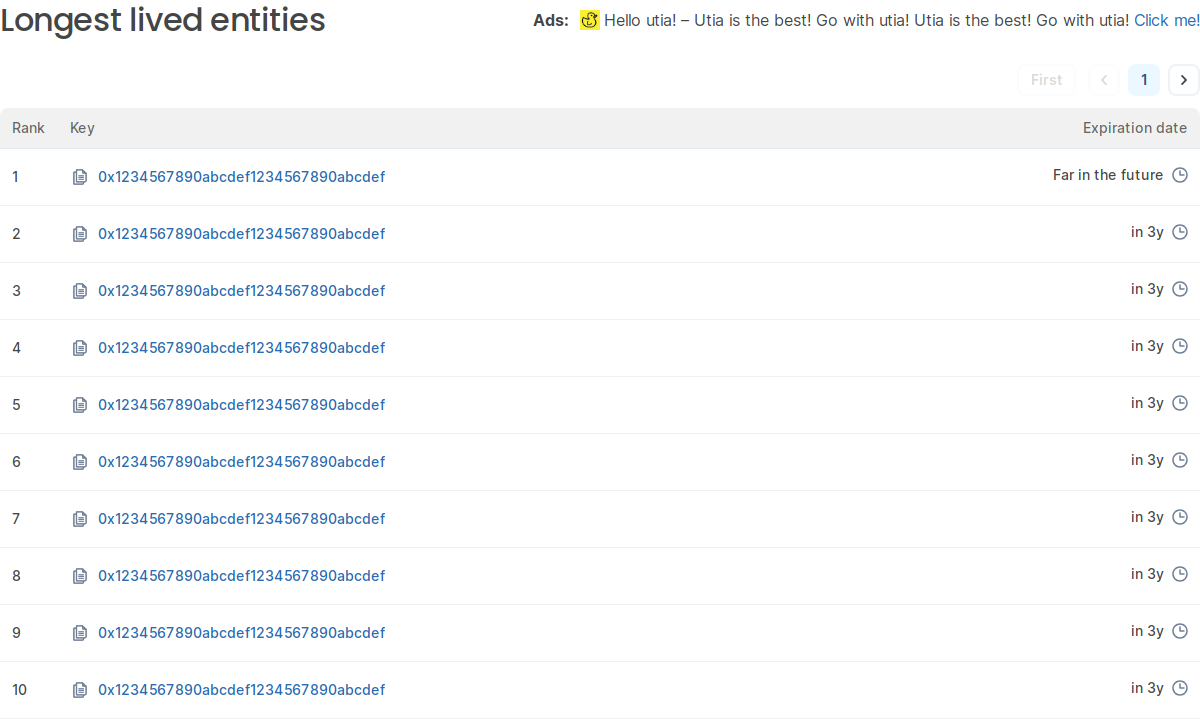 Longest lived entities
Ads: Hello utia! – Utia is the best! Go with utia! Utia is the best! Go with utia! Click me!
First 1
Rank Key Expiration date
1 0x1234567890abcdef1234567890abcdef Far in the future
2 0x1234567890abcdef1234567890abcdef in 3y
3 0x1234567890abcdef1234567890abcdef in 3y
4 0x1234567890abcdef1234567890abcdef in 3y
5 0x1234567890abcdef1234567890abcdef in 3y
6 0x1234567890abcdef1234567890abcdef in 3y
7 0x1234567890abcdef1234567890abcdef in 3y
8 0x1234567890abcdef1234567890abcdef in 3y
9 0x1234567890abcdef1234567890abcdef in 3y
10 0x1234567890abcdef1234567890abcdef in 3y